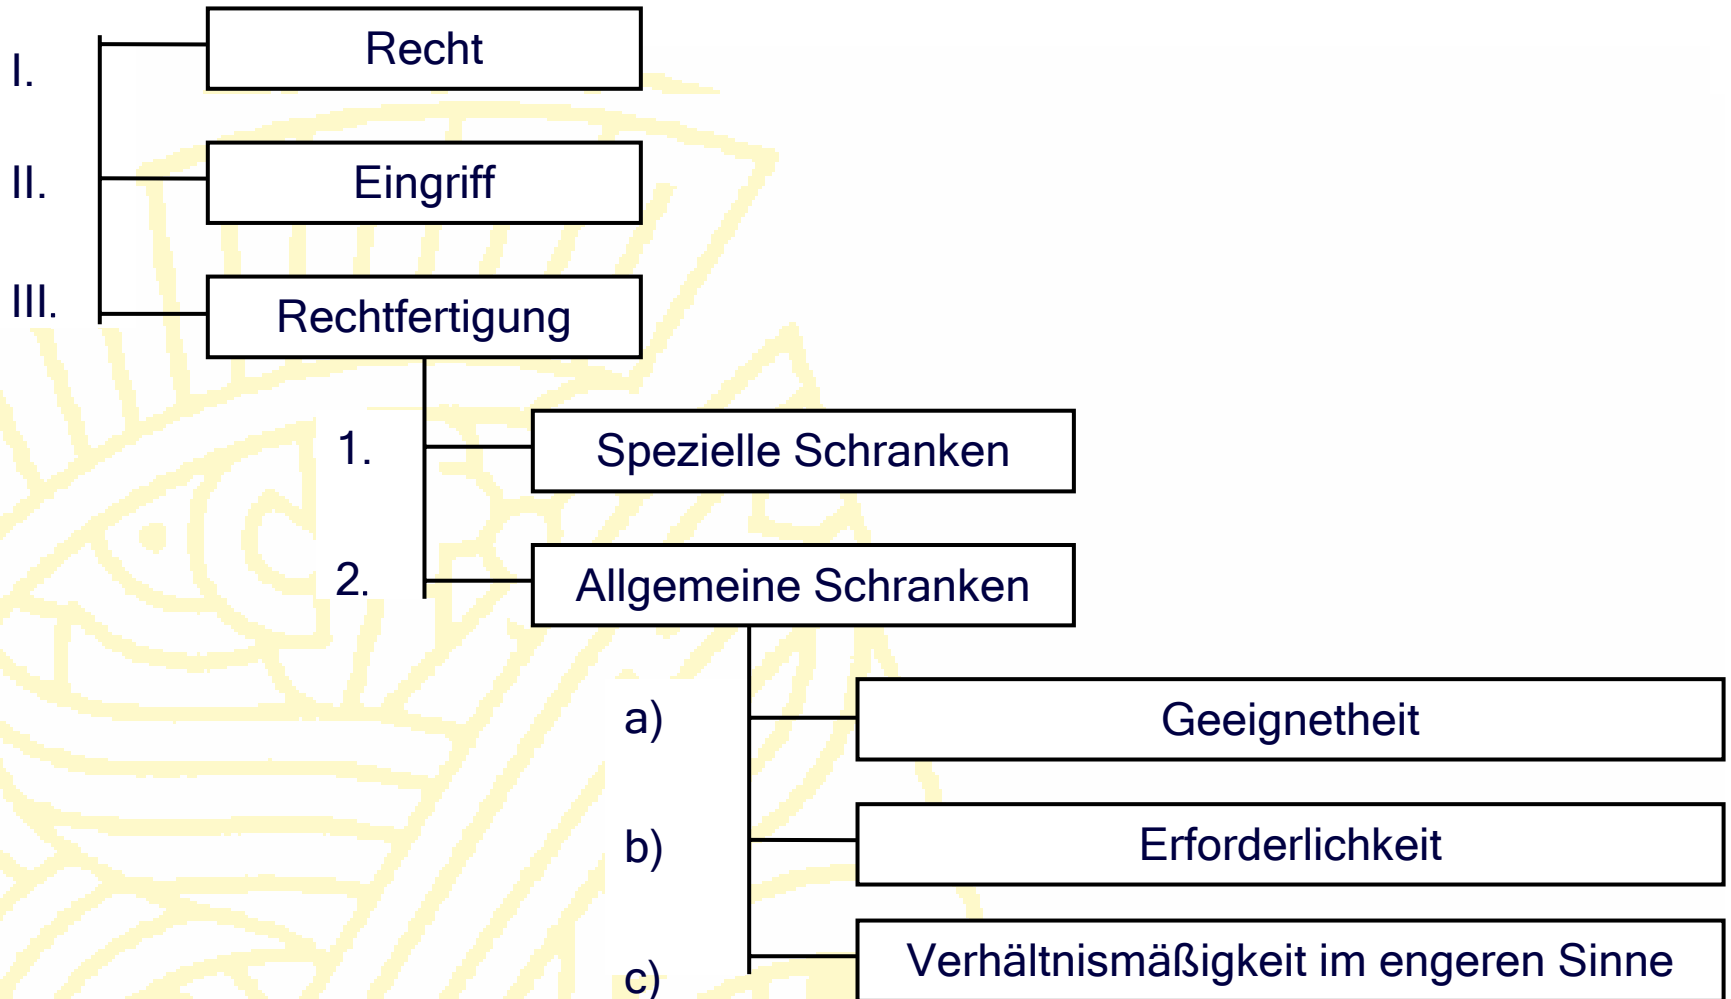 I. Recht
II. Eingriff
III. Rechtfertigung
1. Spezielle Schranken
2. Allgemeine Schranken
a) Geeignetheit
b) Erforderlichkeit
c) Verhältnismäßigkeit im engeren Sinne